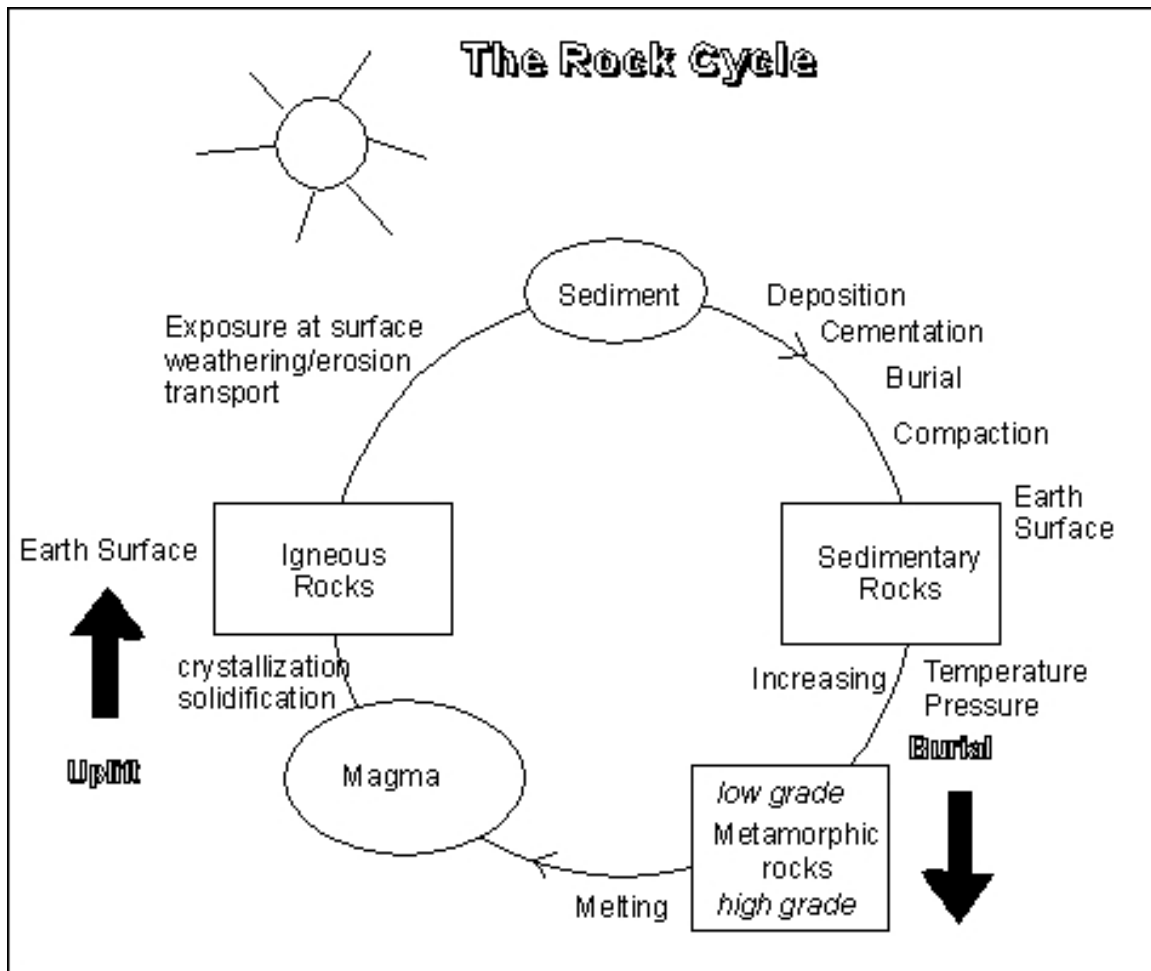 The Rock Cycle
Sediment
Deposition
Cementation
Burial
Compaction
Exposure at surface
weathering/erosion
transport
Earth
Surface
Earth Surface
Igneous
Rocks
Sedimentary
Rocks
crystallization
solidification
Increasing
Temperature
Pressure
Uplift
Burial
Magma
low grade
Metamorphic
rocks
high grade
Melting